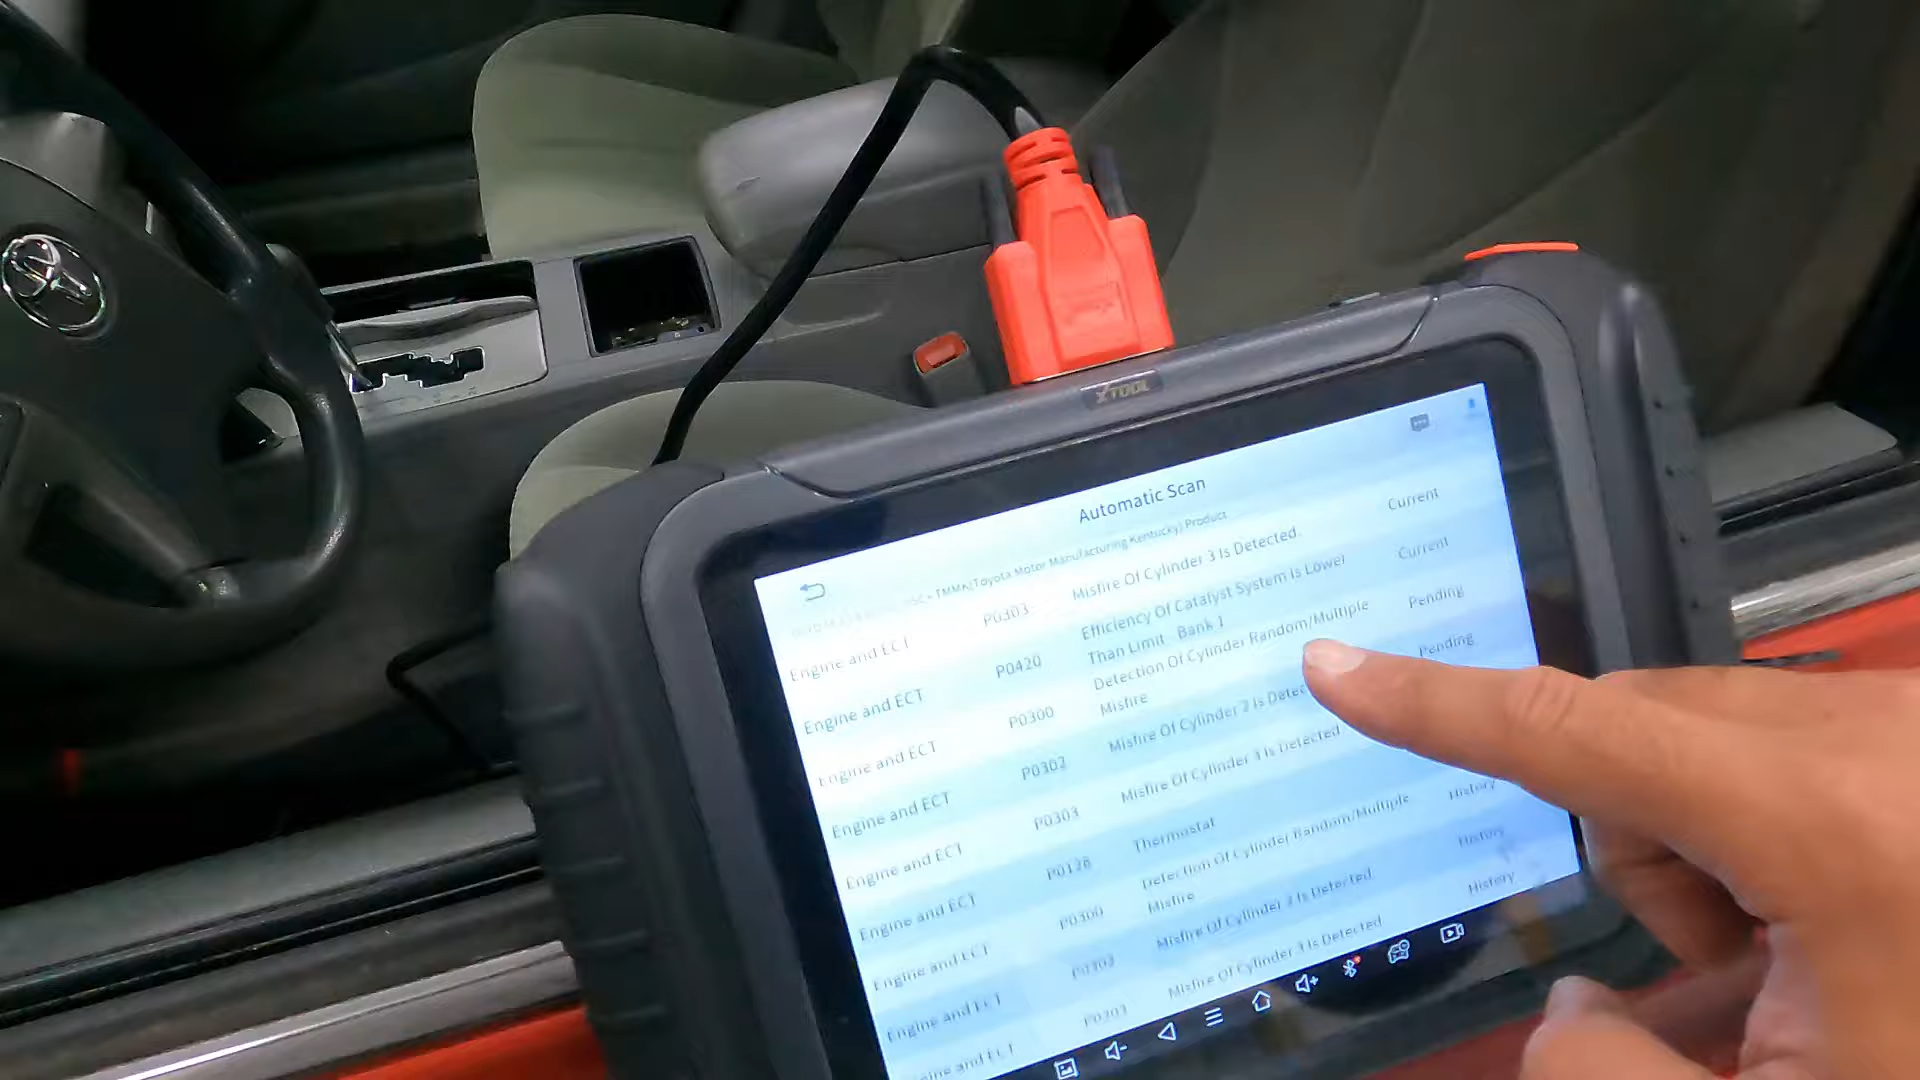 XTOOL
Automatic Scan
TMMK(Toyota Motor Manufacturing Kentucky) Product
Engine and ECT P0303 Misfire Of Cylinder 3 Is Detected. Current
Engine and ECT P0420 Efficiency Of Catalyst System Is Lower Current
Than Limit - Bank 1
Engine and ECT P0300 Detection Of Cylinder Random/Multiple Pending
Misfire
Engine and ECT P0302 Misfire Of Cylinder 2 Is Pending
Engine and ECT P0303 Misfire Of Cylinder 3 Is Detected
Engine and ECT P0128 Thermostat History
Engine and ECT P0300 Detection Of Cylinder Random/Multiple History
Misfire
Engine and ECT Misfire Of Cylinder Is Detected History
and ECT P0303 Misfire Of Cylinder 3 Is Detected